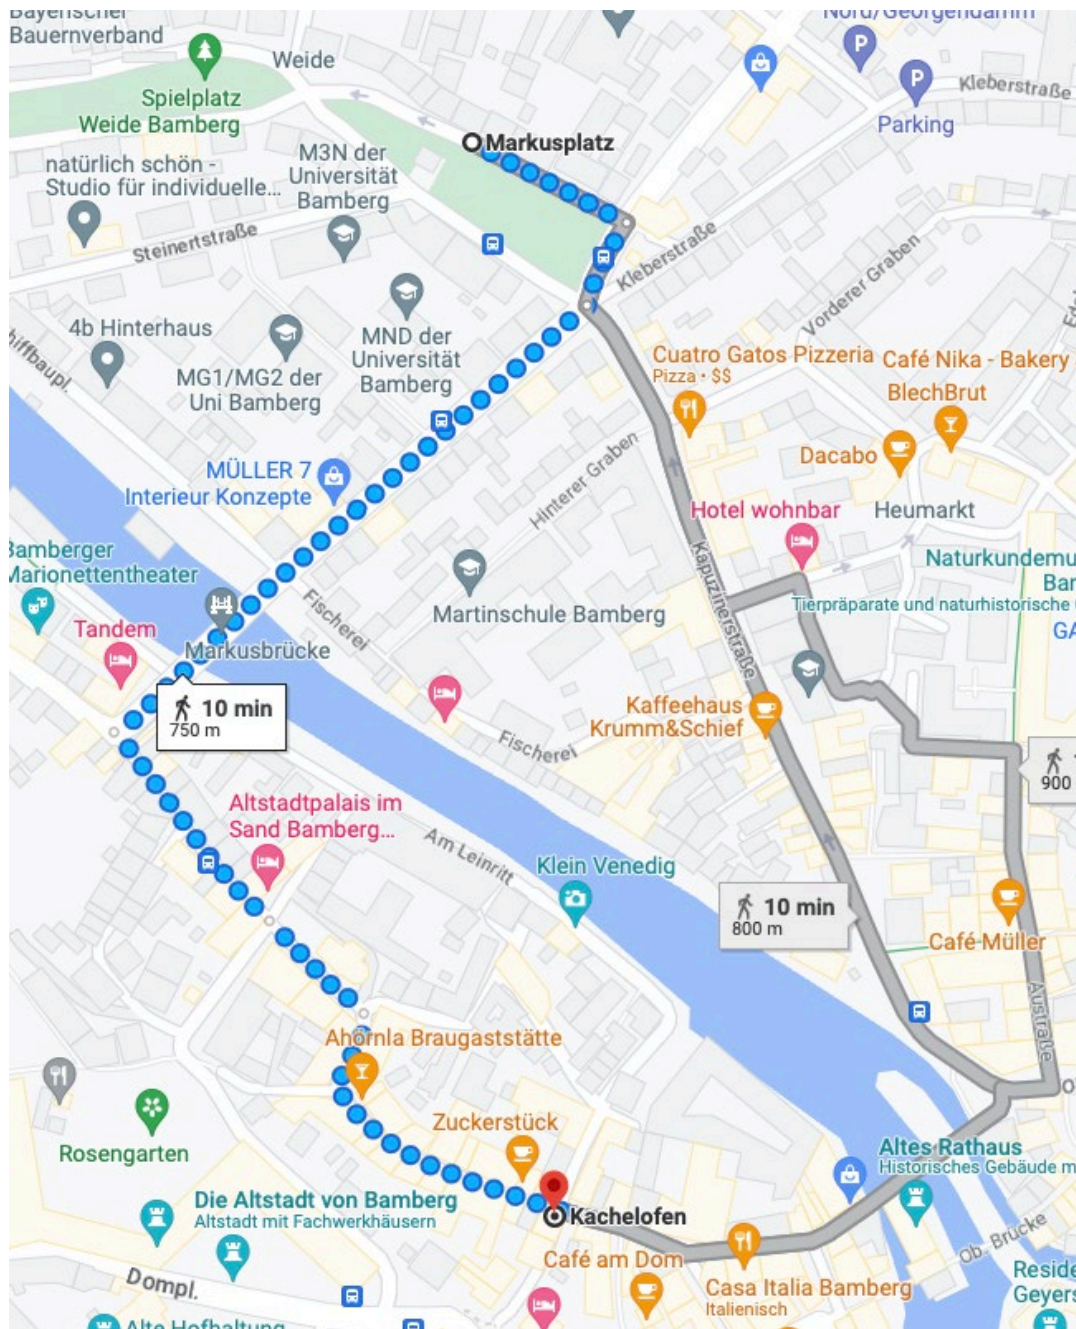 Bayerischer
Bauernverband
Nord/Georgendamm
Weide
Kleberstraße
Spielplatz
Weide Bamberg
Parking
Markusplatz
natürlich schön -
Studio für individuelle...
M3N der
Universität
Bamberg
Steinertstraße
Kleberstraße
Vorderer Graben
4b Hinterhaus
MND der
Universität
Bamberg
MG1/MG2 der
Uni Bamberg
Cuatro Gatos Pizzeria
Pizza • $$
Café Nika - Bakery
BlechBrut
Dacabo
MÜLLER 7
Interieur Konzepte
Hinterer Graben
Hotel wohnbar
Heumarkt
Bamberger
Marionettentheater
Naturkundemu
Bar
Tierpräparate und naturhistorische
GA
Martinschule Bamberg
Kapuzinerstraße
Fischerei
Tandem
Markusbrücke
10 min
750 m
Kaffeehaus
Krumm&Schief
Fischerei
900
Altstadtpalais im
Sand Bamberg...
Am Leinritt
Klein Venedig
10 min
800 m
Café Müller
Austraße
Ahörnla Braugaststätte
Zuckerstück
Rosengarten
Altes Rathaus
Historisches Gebäude m
Die Altstadt von Bamberg
Altstadt mit Fachwerkhäusern
Kachelofen
Ob. Brücke
Café am Dom
Casa Italia Bamberg
Italienisch
Reside
Geyers
Dompl.
Alte Hofhaltung